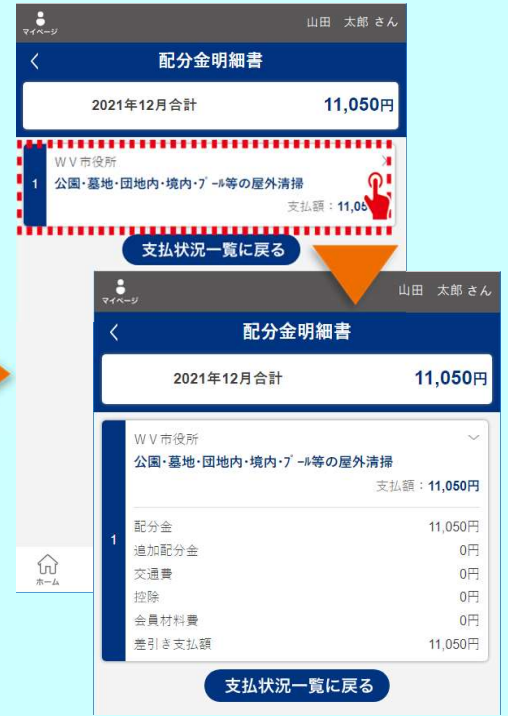 マイページ
山田　太郎 さん
配分金明細書
2021年12月合計
11,050円
WV市役所
1
公園・墓地・団地内・境内・ﾌﾟｰﾙ等の屋外清掃
支払額：11,05
支払状況一覧に戻る
ホーム
マイページ
山田　太郎 さん
配分金明細書
2021年12月合計
11,050円
WV市役所
公園・墓地・団地内・境内・ﾌﾟｰﾙ等の屋外清掃
支払額：11,050円
1
配分金 11,050円
追加配分金 0円
交通費 0円
控除 0円
会員材料費 0円
差引き支払額 11,050円
支払状況一覧に戻る